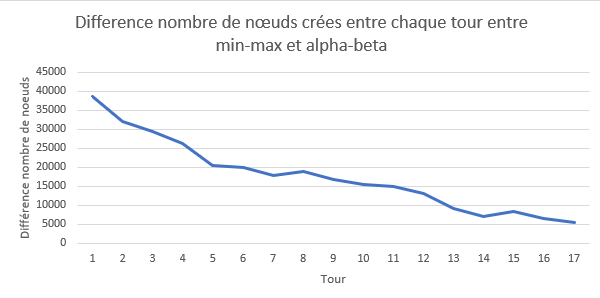 Difference nombre de nœuds crées entre chaque tour entre
min-max et alpha-beta
Différence nombre de noeuds
45000
40000
35000
30000
25000
20000
15000
10000
5000
0
1 2 3 4 5 6 7 8 9 10 11 12 13 14 15 16 17
Tour